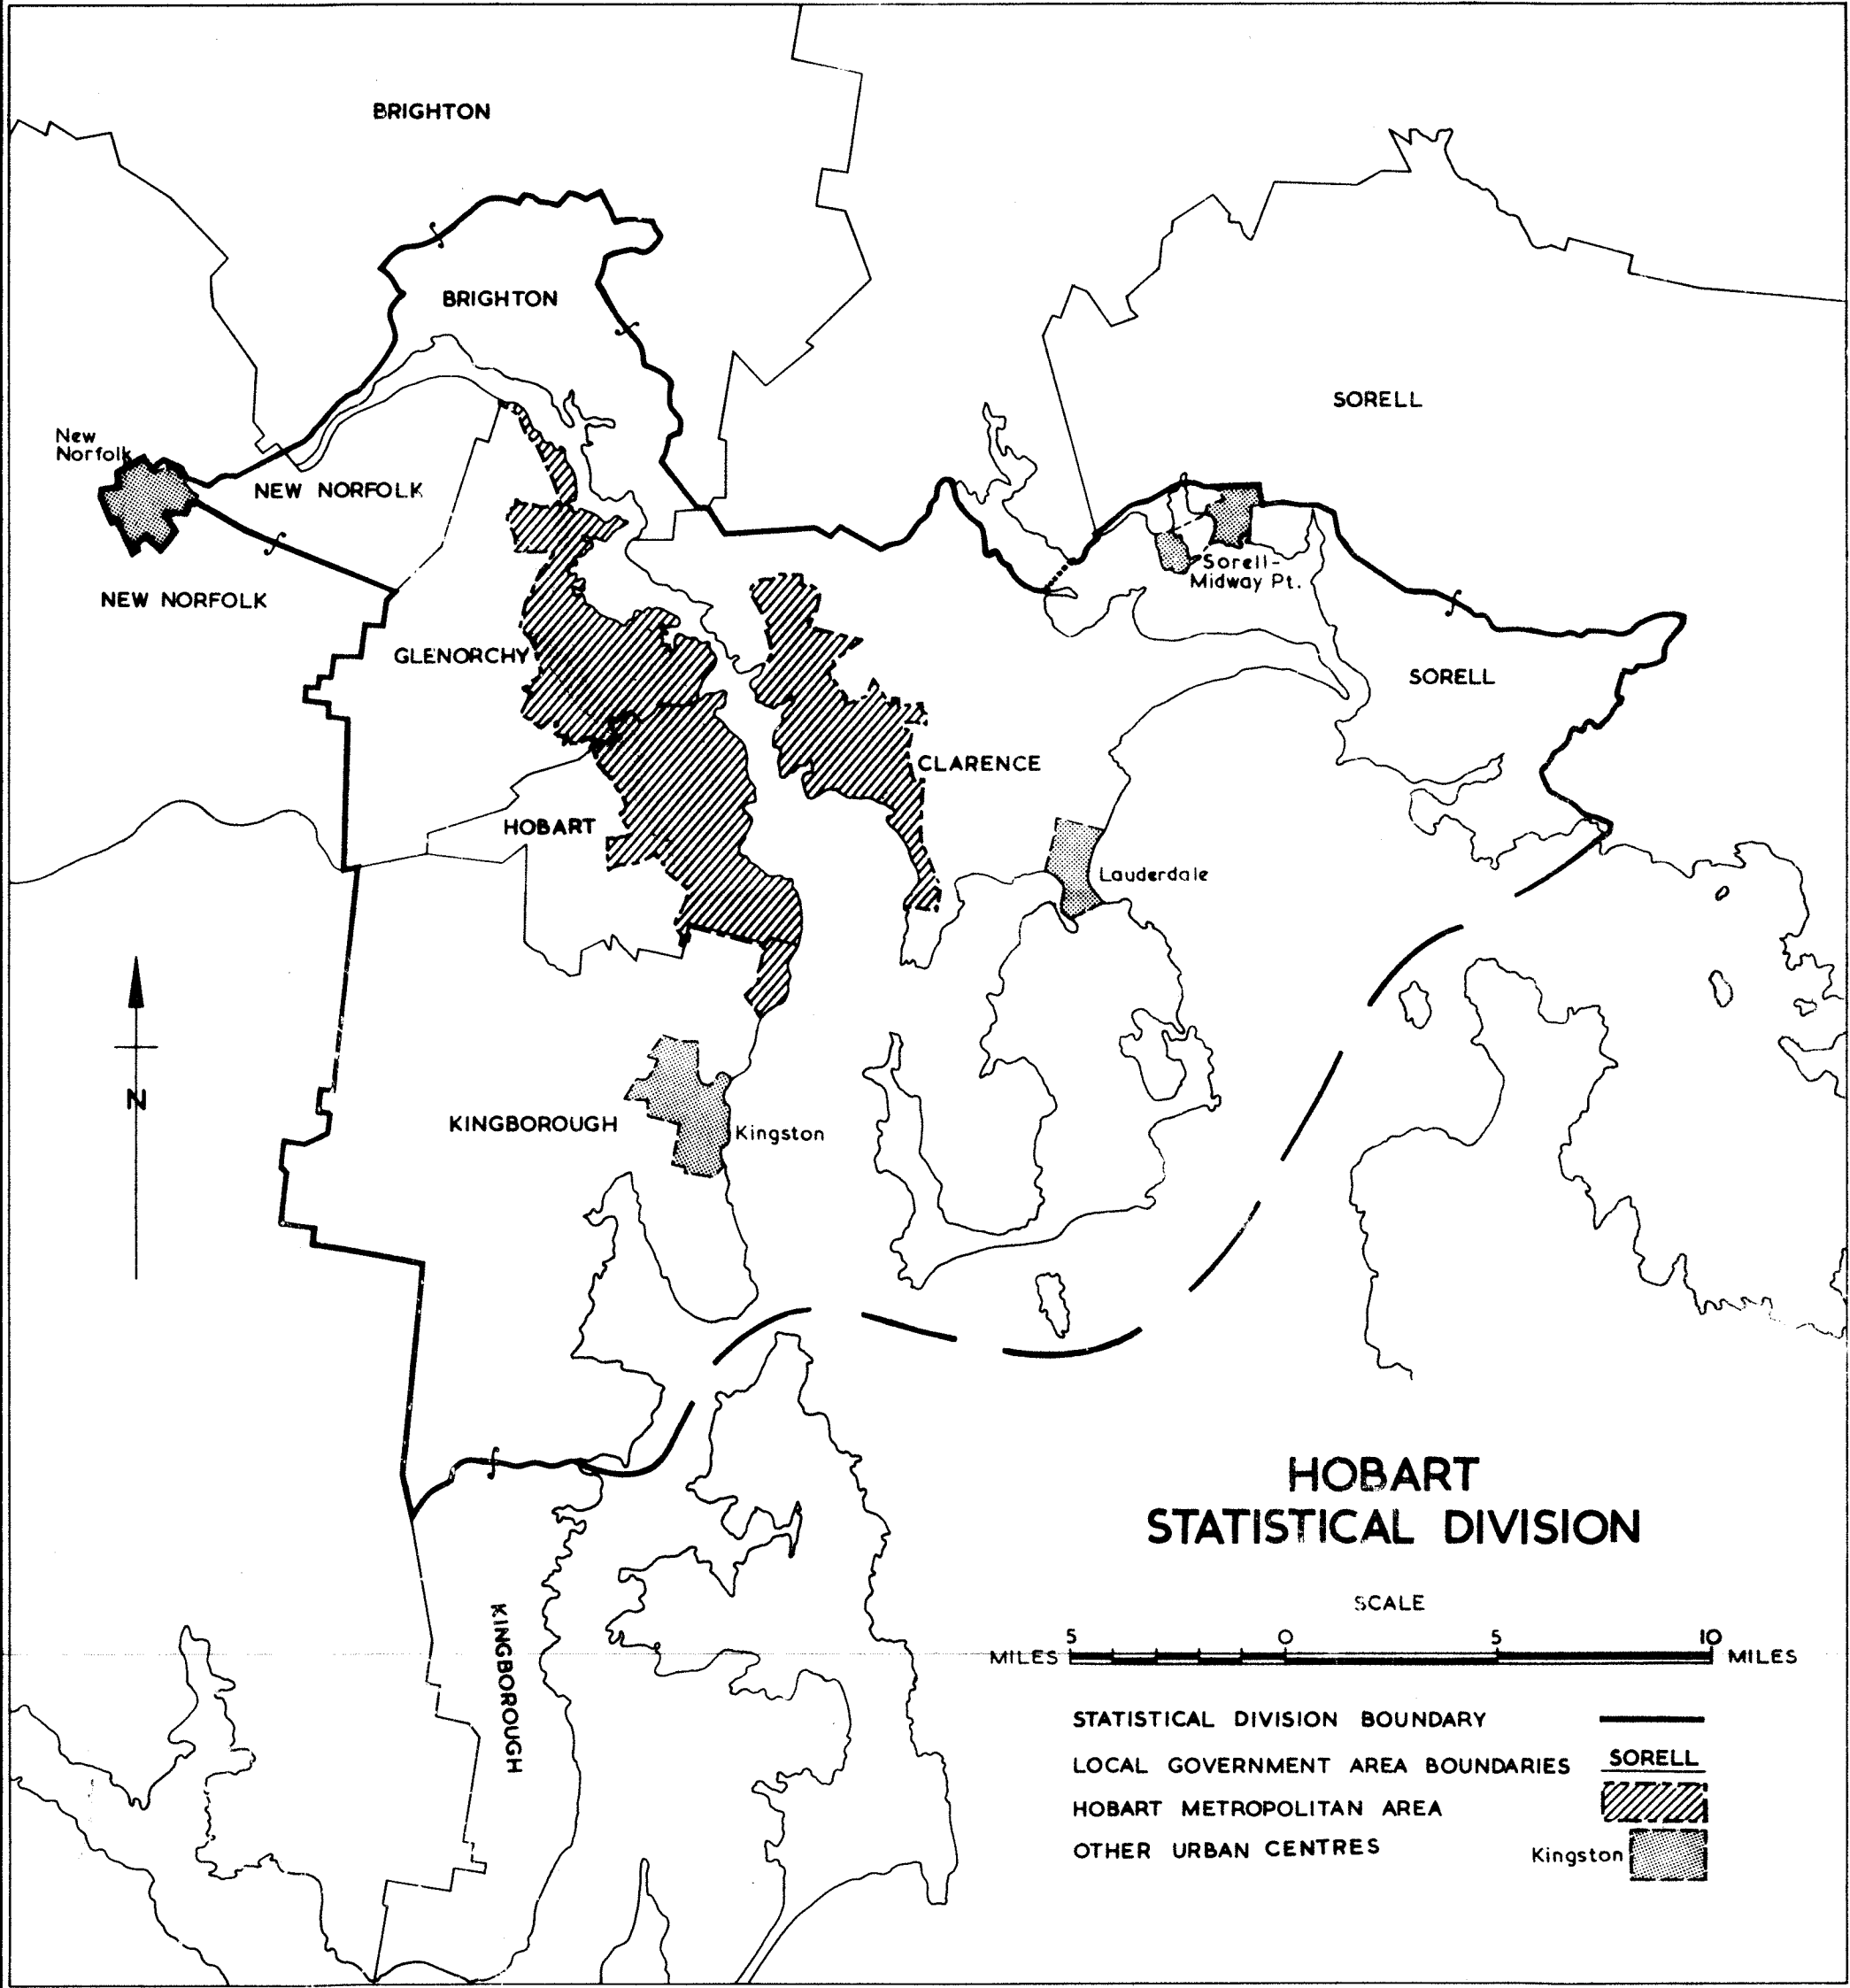 BRIGHTON
BRIGHTON
SORELL
New
Norfolk
NEW NORFOLK
NEW NORFOLK
Sorell-
Midway Pt.
GLENORCHY
SORELL
CLARENCE
HOBART
Lauderdale
N
KINGBOROUGH
Kingston
KINGBOROUGH
HOBART
STATISTICAL DIVISION
SCALE
5 0 5 10
MILES MILES
STATISTICAL DIVISION BOUNDARY
LOCAL GOVERNMENT AREA BOUNDARIES SORELL
HOBART METROPOLITAN AREA
OTHER URBAN CENTRES Kingston